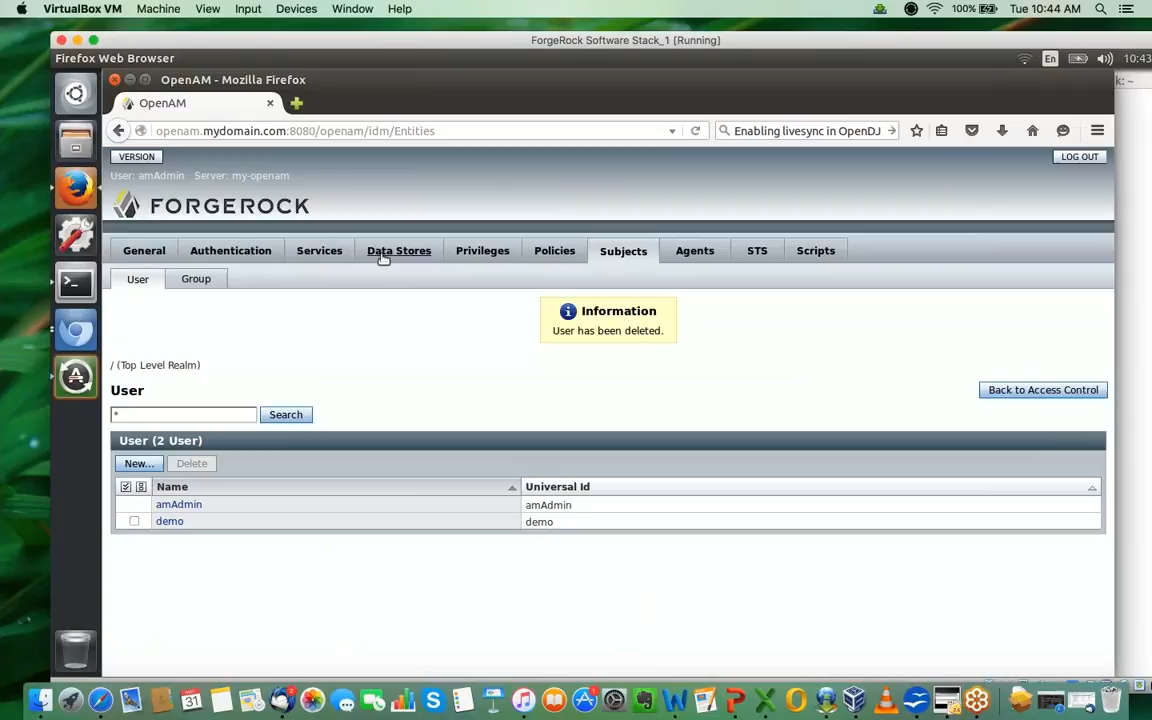 VirtualBox VM Machine View Input Devices Window Help 100% Tue 10:44 AM
ForgeRock Software Stack_1 [Running]
Firefox Web Browser En 10:43
OpenAM - Mozilla Firefox k: ~
OpenAM
openam.mydomain.com:8080/openam/idm/Entities Enabling livesync in OpenDJ
VERSION LOG OUT
User: amAdmin Server: my-openam
FORGEROCK
General Authentication Services Data Stores Privileges Policies Subjects Agents STS Scripts
User Group
Information
User has been deleted.
/ (Top Level Realm)
User
Back to Access Control
* Search
User (2 User)
New... Delete
Name Universal Id
amAdmin amAdmin
demo demo